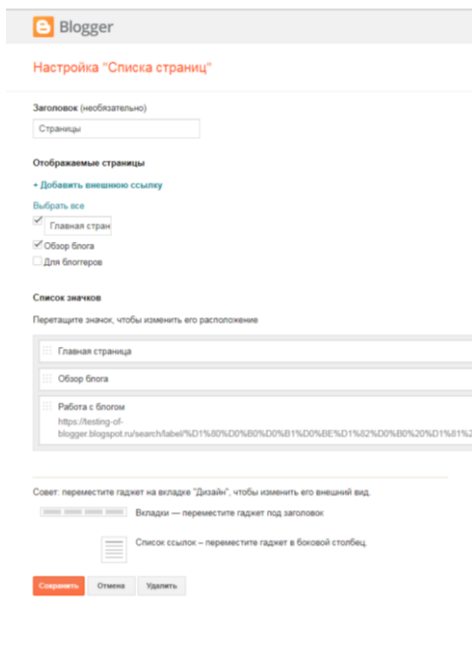 Blogger
Настройка "Списка страниц"
Заголовок (необязательно)
Страницы
Отображаемые страницы
+ Добавить внешнюю ссылку
Выбрать все
Главная стран
Обзор блога
Для блоггеров
Список значков
Перетащите значок, чтобы изменить его расположение
Главная страница
Обзор блога
Работа с блогом
https://testing-of-
blogger.blogspot.ru/search/label/%D1%80%D0%B0%D0%B1%D0%BE%D1%82%D0%B0%20%D1%81%2
Совет: переместите гаджет на вкладке "Дизайн", чтобы изменить его внешний вид.
Вкладки — переместите гаджет под заголовок
Список ссылок – переместите гаджет в боковой столбец.
Сохранить Отмена Удалить